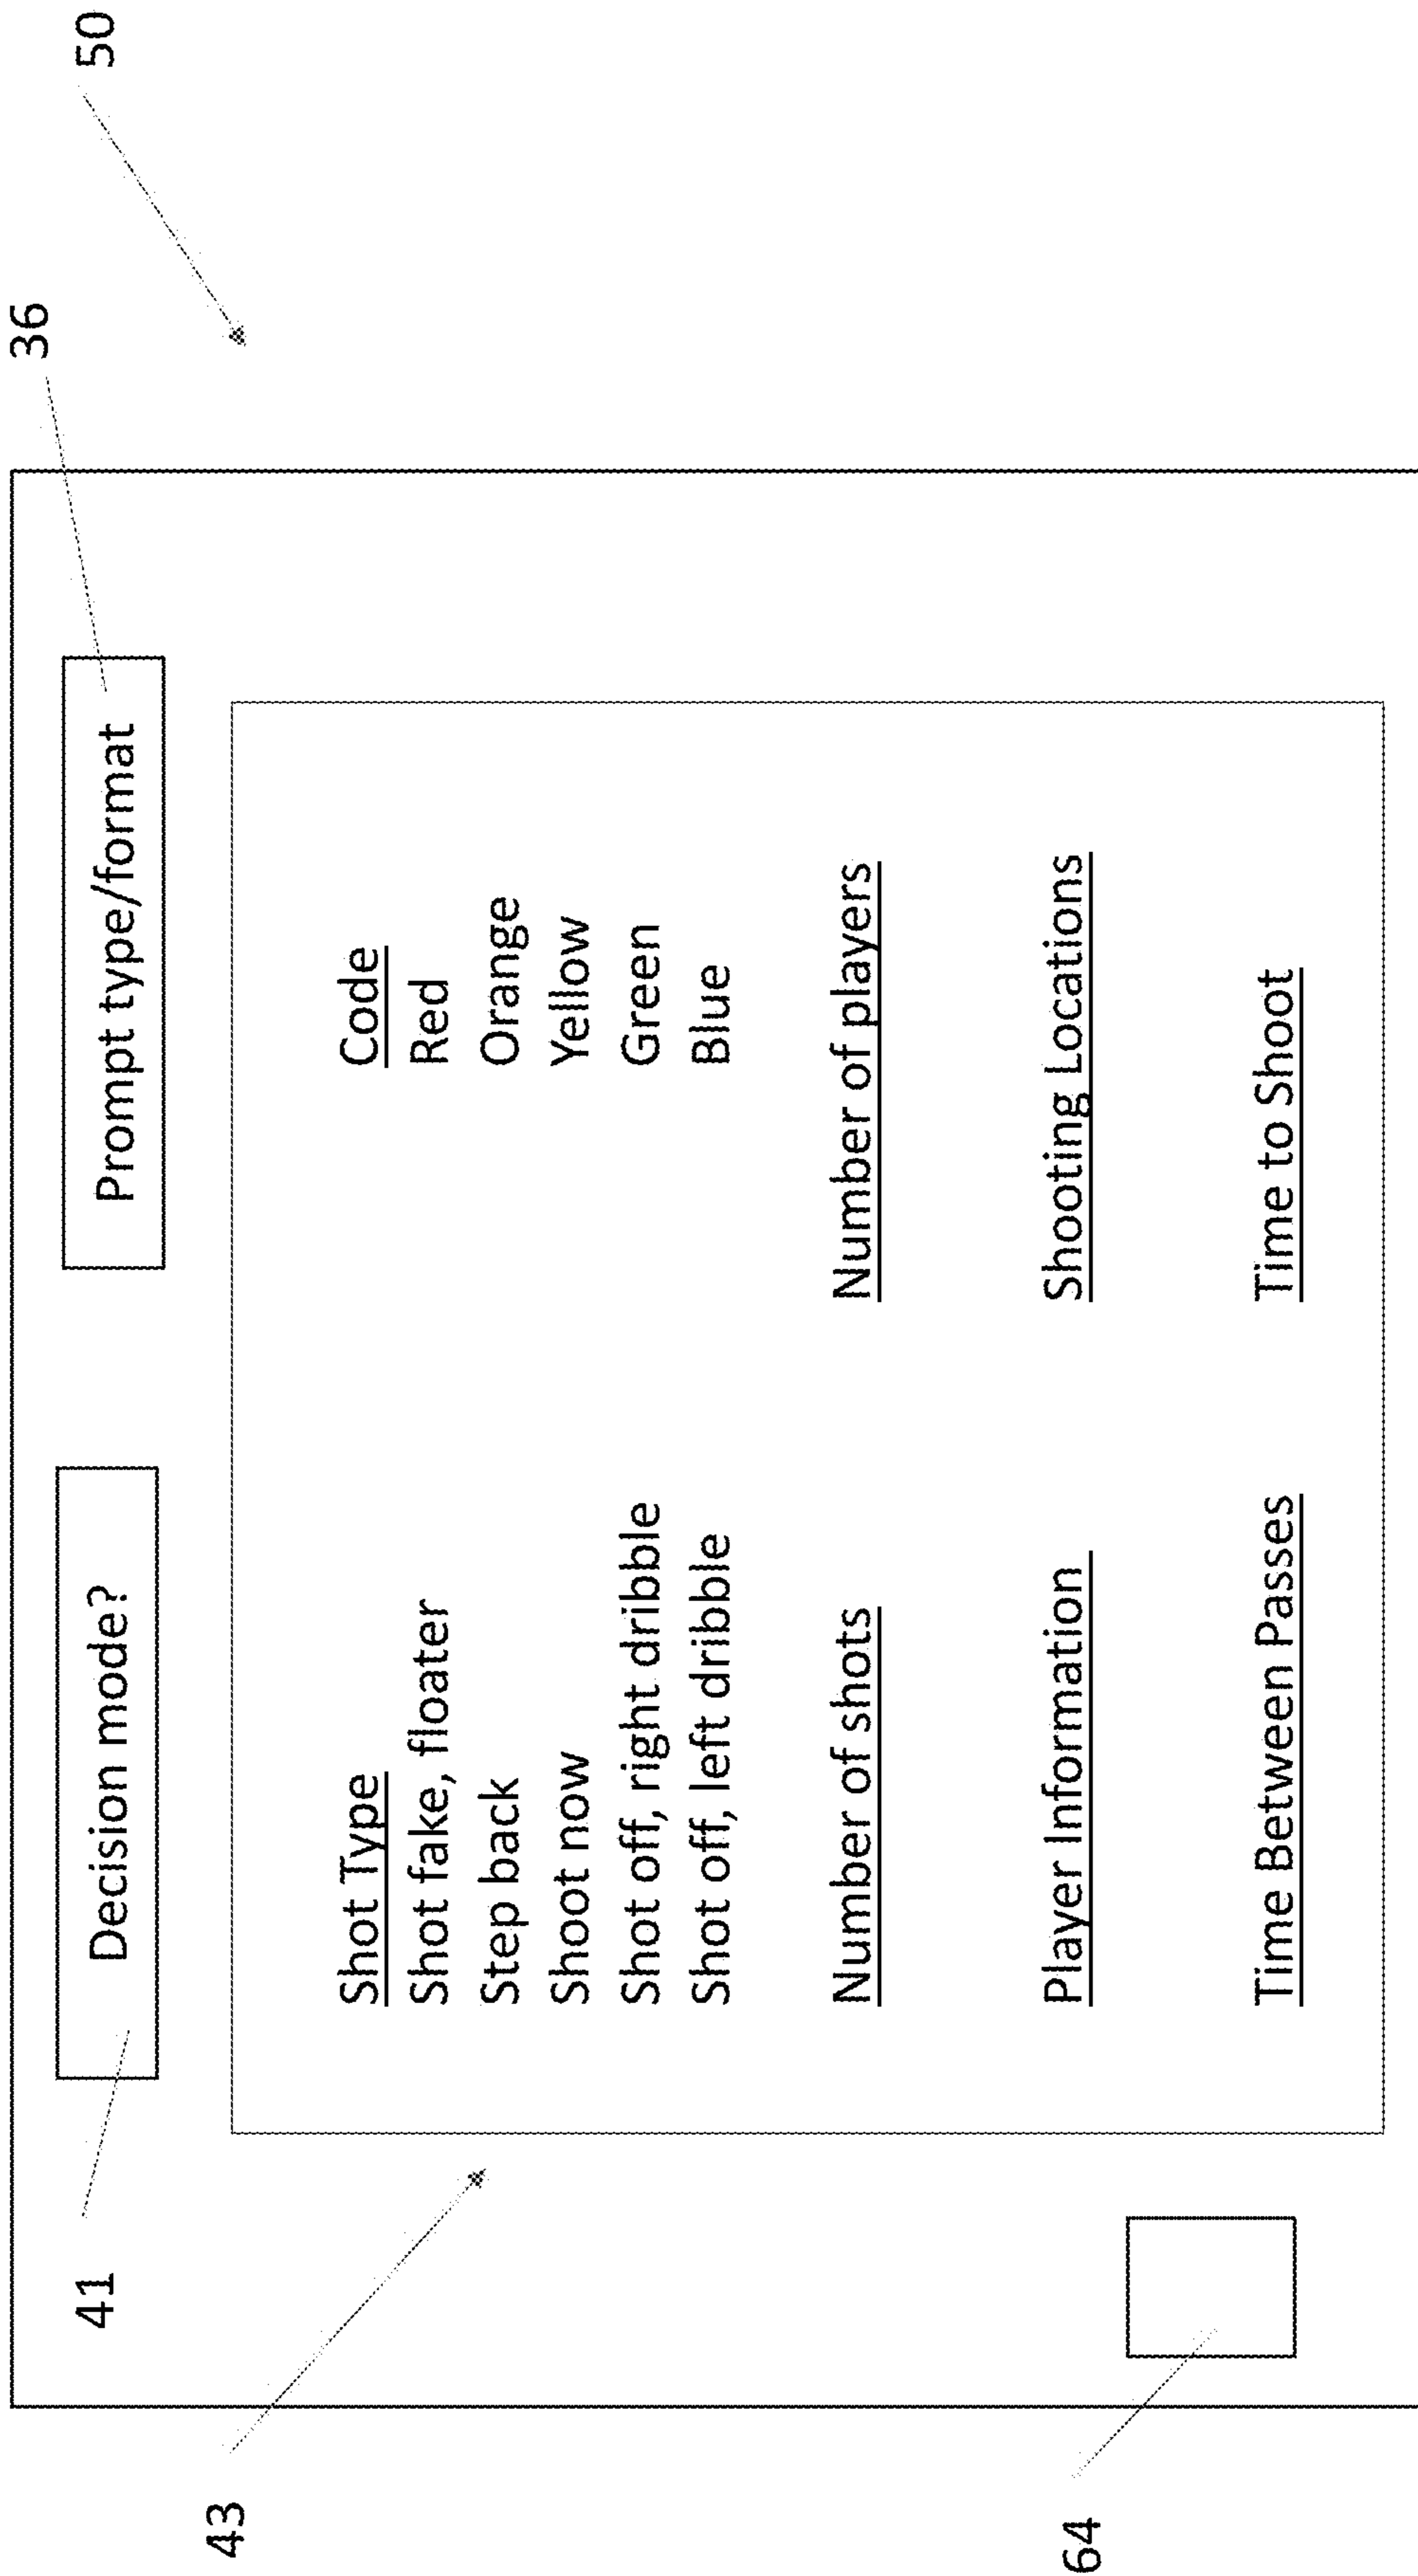 50
36
41
Decision mode?
Prompt type/format
43
Shot Type Code
Shot fake, floater Red
Step back Orange
Shoot now Yellow
Shot off, right dribble Green
Shot off, left dribble Blue
Number of shots Number of players
Player Information Shooting Locations
Time Between Passes Time to Shoot
64